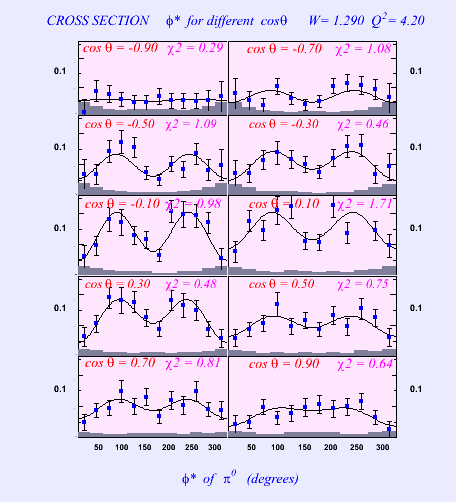 CROSS SECTION ϕ* for different cosθ W= 1.290 Q²= 4.20
cos θ = -0.90 χ2 = 0.29 cos θ = -0.70 χ2 = 1.08
0.1 0.1
cos θ = -0.50 χ2 = 1.09 cos θ = -0.30 χ2 = 0.46
0.1 0.1
cos θ = -0.10 χ2 = 0.98 cos θ = 0.10 χ2 = 1.71
0.1 0.1
cos θ = 0.30 χ2 = 0.48 cos θ = 0.50 χ2 = 0.75
0.1 0.1
cos θ = 0.70 χ2 = 0.81 cos θ = 0.90 χ2 = 0.64
0.1 0.1
50 100 150 200 250 300 50 100 150 200 250 300
ϕ* of π⁰ (degrees)